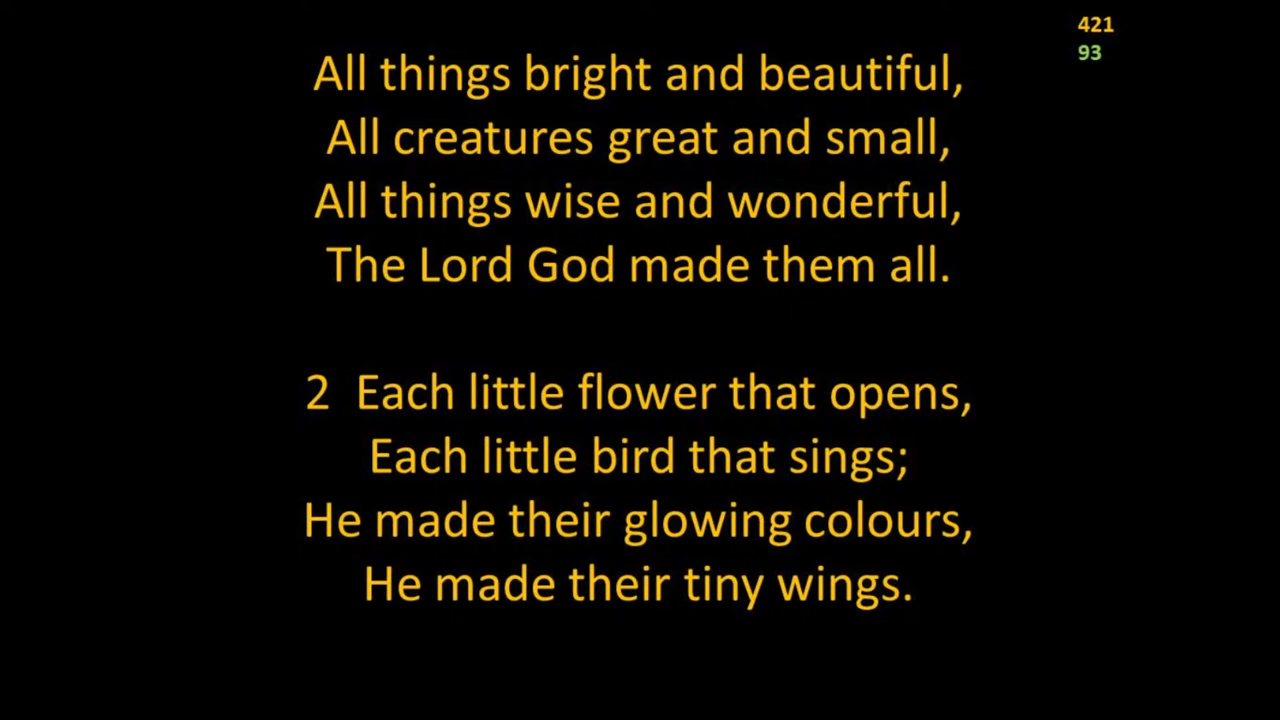 421
93
All things bright and beautiful,
All creatures great and small,
All things wise and wonderful,
The Lord God made them all.
2 Each little flower that opens,
Each little bird that sings;
He made their glowing colours,
He made their tiny wings.